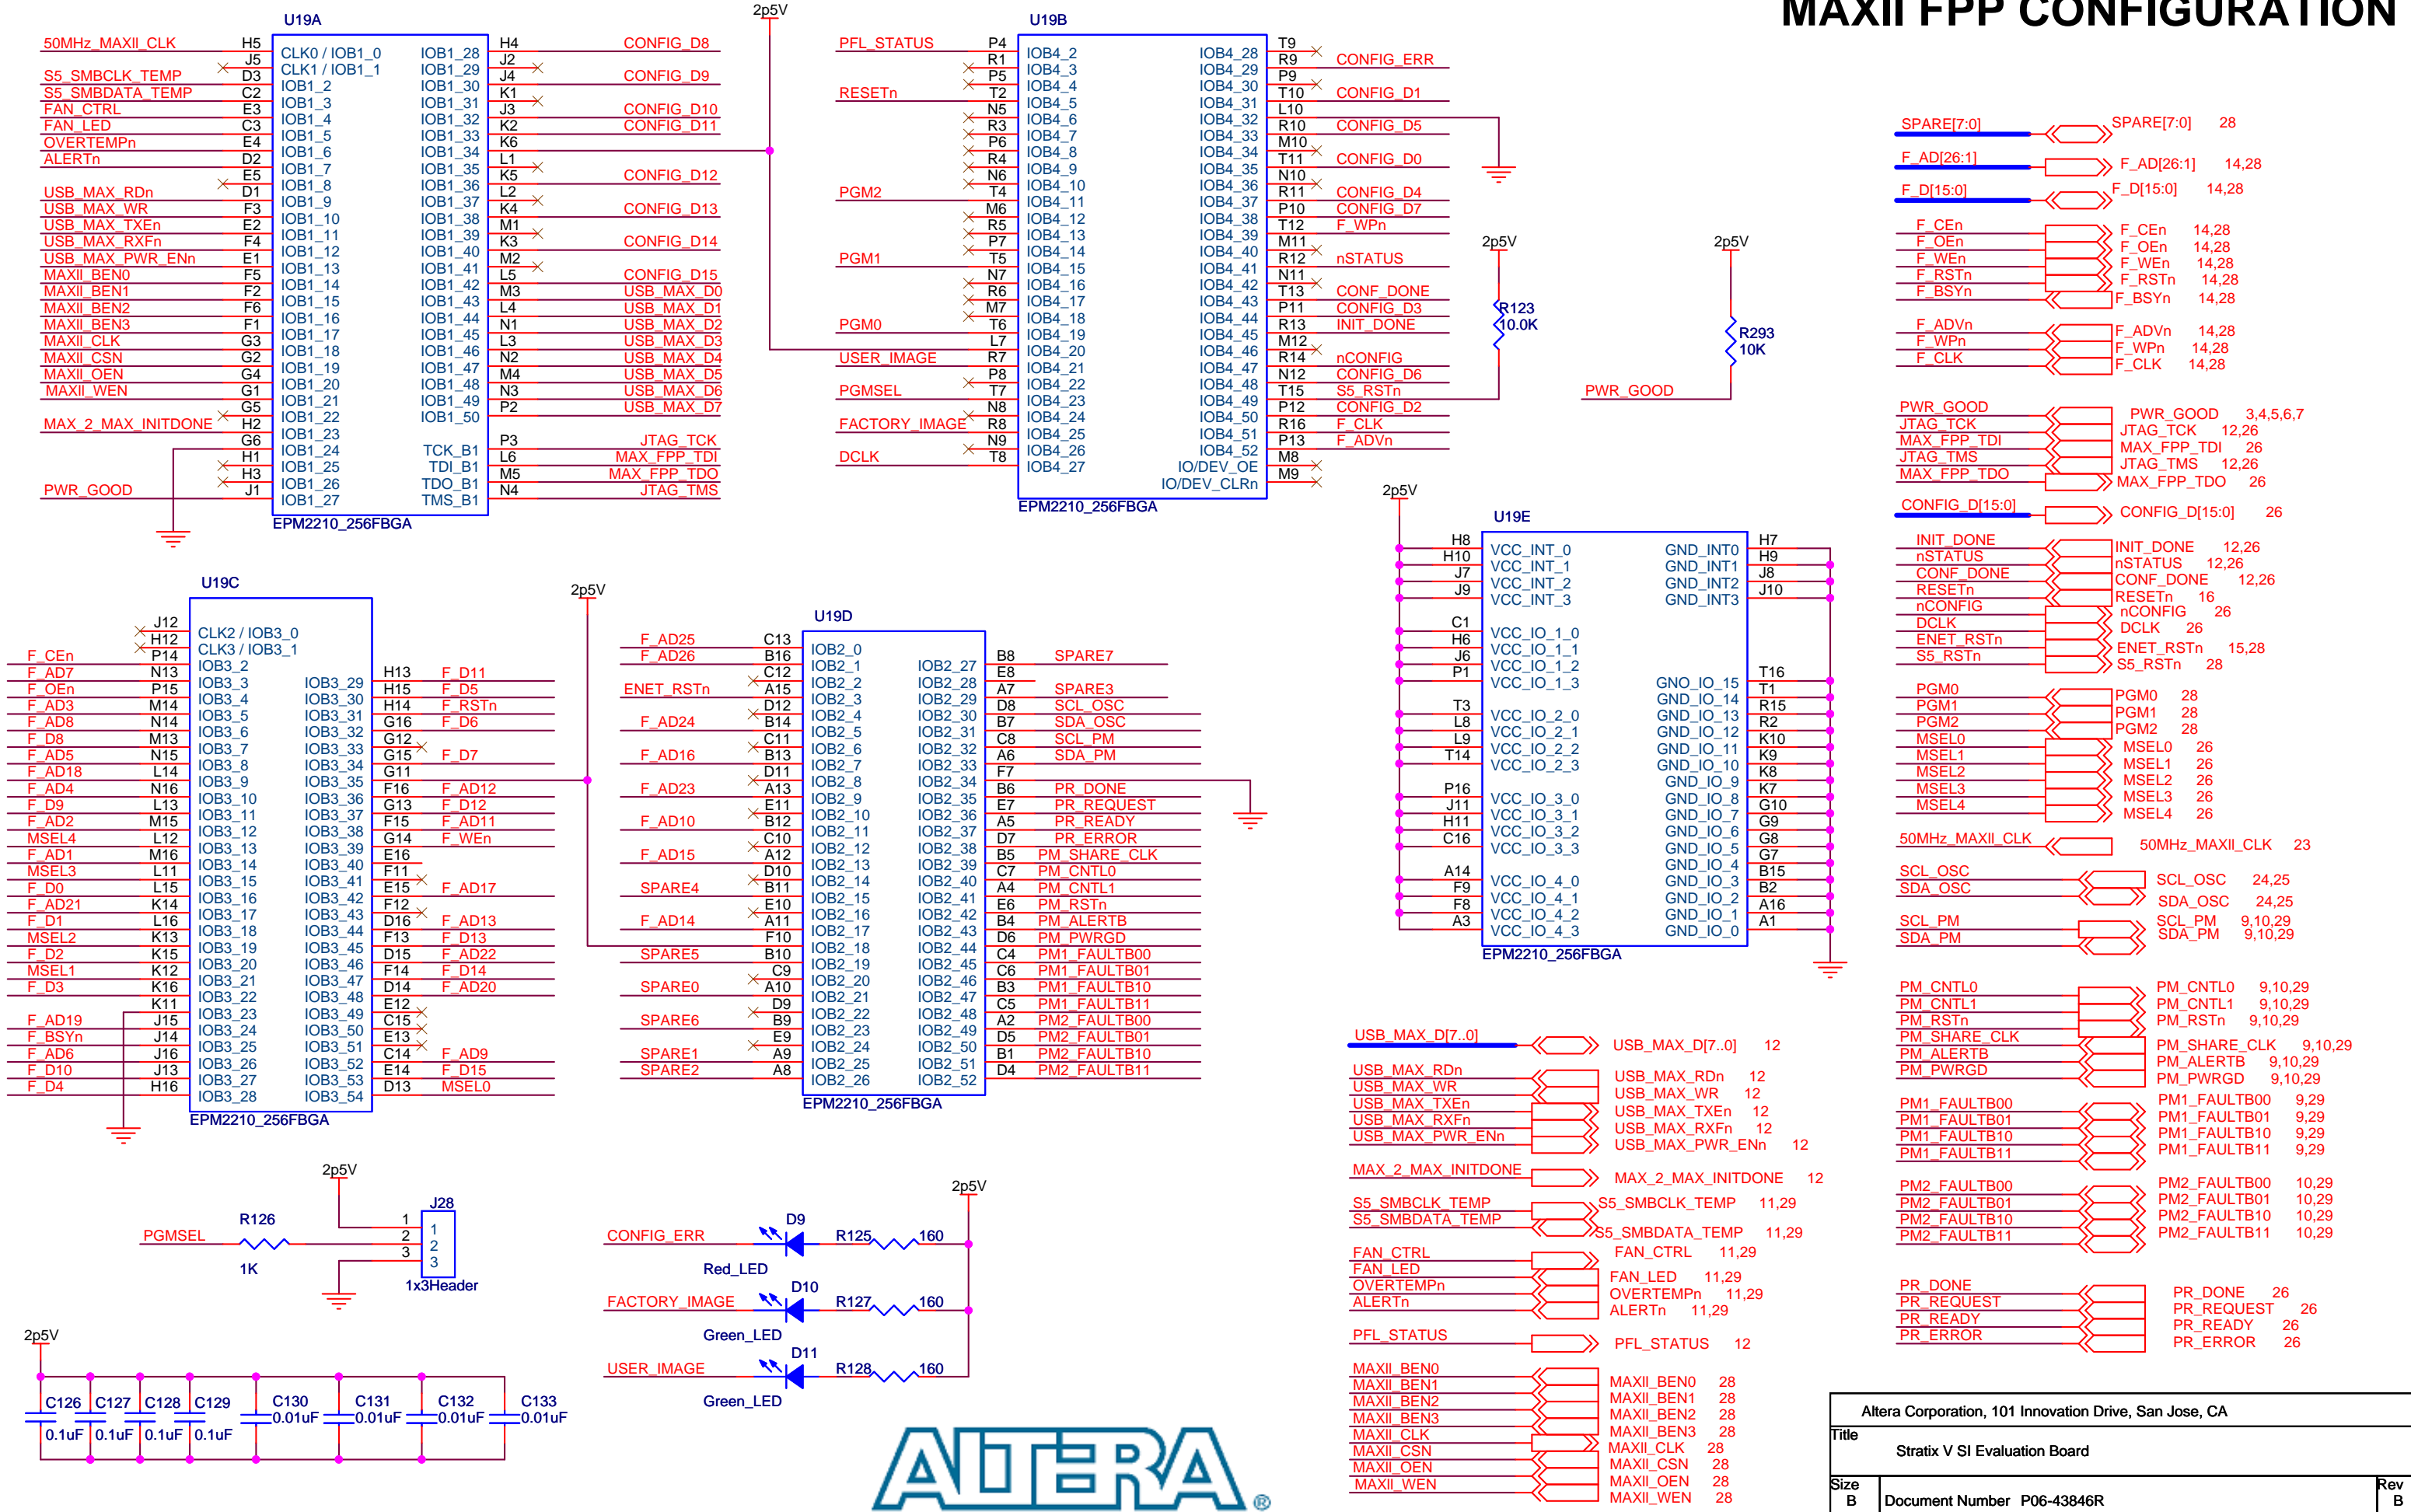 MAXII FPP CONFIGURATION
U19A
50MHz_MAXII_CLK H5 CLK0 / IOB1_0 IOB1_28 H4 CONFIG_D8
J5 CLK1 / IOB1_1 IOB1_29 J2
S5_SMBCLK_TEMP D3 IOB1_2 IOB1_30 J4 CONFIG_D9
S5_SMBDATA_TEMP C2 IOB1_3 IOB1_31 K1
FAN_CTRL E3 IOB1_4 IOB1_32 J3 CONFIG_D10
FAN_LED C3 IOB1_5 IOB1_33 K2 CONFIG_D11
OVERTEMPn E4 IOB1_6 IOB1_34 K6
ALERTn D2 IOB1_7 IOB1_35 L1
E5 IOB1_8 IOB1_36 K5 CONFIG_D12
USB_MAX_RDn D1 IOB1_9 IOB1_37 L2
USB_MAX_WR F3 IOB1_10 IOB1_38 K4 CONFIG_D13
USB_MAX_TXEn E2 IOB1_11 IOB1_39 M1
USB_MAX_RXFn F4 IOB1_12 IOB1_40 K3 CONFIG_D14
USB_MAX_PWR_ENn E1 IOB1_13 IOB1_41 M2
MAXII_BEN0 F5 IOB1_14 IOB1_42 L5 CONFIG_D15
MAXII_BEN1 F2 IOB1_15 IOB1_43 M3 USB_MAX_D0
MAXII_BEN2 F6 IOB1_16 IOB1_44 L4 USB_MAX_D1
MAXII_BEN3 F1 IOB1_17 IOB1_45 N1 USB_MAX_D2
MAXII_CLK G3 IOB1_18 IOB1_46 L3 USB_MAX_D3
MAXII_CSN G2 IOB1_19 IOB1_47 N2 USB_MAX_D4
MAXII_OEN G4 IOB1_20 IOB1_48 M4 USB_MAX_D5
MAXII_WEN G1 IOB1_21 IOB1_49 N3 USB_MAX_D6
G5 IOB1_22 IOB1_50 P2 USB_MAX_D7
MAX_2_MAX_INITDONE H2 IOB1_23
G6 IOB1_24 TCK_B1 P3 JTAG_TCK
H1 IOB1_25 TDI_B1 L6 MAX_FPP_TDI
H3 IOB1_26 TDO_B1 M5 MAX_FPP_TDO
PWR_GOOD J1 IOB1_27 TMS_B1 N4 JTAG_TMS
EPM2210_256FBGA
2p5V
U19B
PFL_STATUS P4 IOB4_2 IOB4_28 T9
R1 IOB4_3 IOB4_29 R9 CONFIG_ERR
P5 IOB4_4 IOB4_30 P9
RESETn T2 IOB4_5 IOB4_31 T10 CONFIG_D1
N5 IOB4_6 IOB4_32 L10
R3 IOB4_7 IOB4_33 R10 CONFIG_D5
P6 IOB4_8 IOB4_34 M10
R4 IOB4_9 IOB4_35 T11 CONFIG_D0
N6 IOB4_10 IOB4_36 N10
PGM2 T4 IOB4_11 IOB4_37 R11 CONFIG_D4
M6 IOB4_12 IOB4_38 P10 CONFIG_D7
R5 IOB4_13 IOB4_39 T12 F_WPn
P7 IOB4_14 IOB4_40 M11
PGM1 T5 IOB4_15 IOB4_41 R12 nSTATUS
N7 IOB4_16 IOB4_42 N11
R6 IOB4_17 IOB4_43 T13 CONF_DONE
M7 IOB4_18 IOB4_44 P11 CONFIG_D3
PGM0 T6 IOB4_19 IOB4_45 R13 INIT_DONE
L7 IOB4_20 IOB4_46 M12
USER_IMAGE R7 IOB4_21 IOB4_47 R14 nCONFIG
P8 IOB4_22 IOB4_48 N12 CONFIG_D6
PGMSEL T7 IOB4_23 IOB4_49 T15 S5_RSTn
N8 IOB4_24 IOB4_50 P12 CONFIG_D2
FACTORY_IMAGE R8 IOB4_25 IOB4_51 R16 F_CLK
N9 IOB4_26 IOB4_52 P13 F_ADVn
DCLK T8 IOB4_27 IO/DEV_OE M8
IO/DEV_CLRn M9
EPM2210_256FBGA
2p5V
R123
10.0K
2p5V
R293
10K
PWR_GOOD
SPARE[7:0] SPARE[7:0] 28
F_AD[26:1] F_AD[26:1] 14,28
F_D[15:0] F_D[15:0] 14,28
F_CEn F_CEn 14,28
F_OEn F_OEn 14,28
F_WEn F_WEn 14,28
F_RSTn F_RSTn 14,28
F_BSYn F_BSYn 14,28
F_ADVn F_ADVn 14,28
F_WPn F_WPn 14,28
F_CLK F_CLK 14,28
PWR_GOOD PWR_GOOD 3,4,5,6,7
JTAG_TCK JTAG_TCK 12,26
MAX_FPP_TDI MAX_FPP_TDI 26
JTAG_TMS JTAG_TMS 12,26
MAX_FPP_TDO MAX_FPP_TDO 26
CONFIG_D[15:0] CONFIG_D[15:0] 26
INIT_DONE INIT_DONE 12,26
nSTATUS nSTATUS 12,26
CONF_DONE CONF_DONE 12,26
RESETn RESETn 16
nCONFIG nCONFIG 26
DCLK DCLK 26
ENET_RSTn ENET_RSTn 15,28
S5_RSTn S5_RSTn 28
PGM0 PGM0 28
PGM1 PGM1 28
PGM2 PGM2 28
MSEL0 MSEL0 26
MSEL1 MSEL1 26
MSEL2 MSEL2 26
MSEL3 MSEL3 26
MSEL4 MSEL4 26
50MHz_MAXII_CLK 50MHz_MAXII_CLK 23
SCL_OSC SCL_OSC 24,25
SDA_OSC SDA_OSC 24,25
SCL_PM SCL_PM 9,10,29
SDA_PM SDA_PM 9,10,29
PM_CNTL0 PM_CNTL0 9,10,29
PM_CNTL1 PM_CNTL1 9,10,29
PM_RSTn PM_RSTn 9,10,29
PM_SHARE_CLK PM_SHARE_CLK 9,10,29
PM_ALERTB PM_ALERTB 9,10,29
PM_PWRGD PM_PWRGD 9,10,29
PM1_FAULTB00 PM1_FAULTB00 9,29
PM1_FAULTB01 PM1_FAULTB01 9,29
PM1_FAULTB10 PM1_FAULTB10 9,29
PM1_FAULTB11 PM1_FAULTB11 9,29
PM2_FAULTB00 PM2_FAULTB00 10,29
PM2_FAULTB01 PM2_FAULTB01 10,29
PM2_FAULTB10 PM2_FAULTB10 10,29
PM2_FAULTB11 PM2_FAULTB11 10,29
PR_DONE PR_DONE 26
PR_REQUEST PR_REQUEST 26
PR_READY PR_READY 26
PR_ERROR PR_ERROR 26
U19C
J12 CLK2 / IOB3_0
H12 CLK3 / IOB3_1
F_CEn P14 IOB3_2
F_AD7 N13 IOB3_3 IOB3_29 H13 F_D11
F_OEn P15 IOB3_4 IOB3_30 H15 F_D5
F_AD3 M14 IOB3_5 IOB3_31 H14 F_RSTn
F_AD8 N14 IOB3_6 IOB3_32 G16 F_D6
F_D8 M13 IOB3_7 IOB3_33 G12
F_AD5 N15 IOB3_8 IOB3_34 G15 F_D7
F_AD18 L14 IOB3_9 IOB3_35 G11
F_AD4 N16 IOB3_10 IOB3_36 F16 F_AD12
F_D9 L13 IOB3_11 IOB3_37 G13 F_D12
F_AD2 M15 IOB3_12 IOB3_38 F15 F_AD11
MSEL4 L12 IOB3_13 IOB3_39 G14 F_WEn
F_AD1 M16 IOB3_14 IOB3_40 E16
MSEL3 L11 IOB3_15 IOB3_41 F11
F_D0 L15 IOB3_16 IOB3_42 E15 F_AD17
F_AD21 K14 IOB3_17 IOB3_43 F12
F_D1 L16 IOB3_18 IOB3_44 D16 F_AD13
MSEL2 K13 IOB3_19 IOB3_45 F13 F_D13
F_D2 K15 IOB3_20 IOB3_46 D15 F_AD22
MSEL1 K12 IOB3_21 IOB3_47 F14 F_D14
F_D3 K16 IOB3_22 IOB3_48 D14 F_AD20
K11 IOB3_23 IOB3_49 E12
F_AD19 J15 IOB3_24 IOB3_50 C15
F_BSYn J14 IOB3_25 IOB3_51 E13
F_AD6 J16 IOB3_26 IOB3_52 C14 F_AD9
F_D10 J13 IOB3_27 IOB3_53 E14 F_D15
F_D4 H16 IOB3_28 IOB3_54 D13 MSEL0
EPM2210_256FBGA
2p5V
U19D
F_AD25 C13 IOB2_0
F_AD26 B16 IOB2_1 IOB2_27 B8 SPARE7
C12 IOB2_2 IOB2_28 E8
ENET_RSTn A15 IOB2_3 IOB2_29 A7 SPARE3
D12 IOB2_4 IOB2_30 D8 SCL_OSC
F_AD24 B14 IOB2_5 IOB2_31 B7 SDA_OSC
C11 IOB2_6 IOB2_32 C8 SCL_PM
F_AD16 B13 IOB2_7 IOB2_33 A6 SDA_PM
D11 IOB2_8 IOB2_34 F7
F_AD23 A13 IOB2_9 IOB2_35 B6 PR_DONE
E11 IOB2_10 IOB2_36 E7 PR_REQUEST
F_AD10 B12 IOB2_11 IOB2_37 A5 PR_READY
C10 IOB2_12 IOB2_38 D7 PR_ERROR
F_AD15 A12 IOB2_13 IOB2_39 B5 PM_SHARE_CLK
D10 IOB2_14 IOB2_40 C7 PM_CNTL0
SPARE4 B11 IOB2_15 IOB2_41 A4 PM_CNTL1
E10 IOB2_16 IOB2_42 E6 PM_RSTn
F_AD14 A11 IOB2_17 IOB2_43 B4 PM_ALERTB
F10 IOB2_18 IOB2_44 D6 PM_PWRGD
SPARE5 B10 IOB2_19 IOB2_45 C4 PM1_FAULTB00
C9 IOB2_20 IOB2_46 C6 PM1_FAULTB01
SPARE0 A10 IOB2_21 IOB2_47 B3 PM1_FAULTB10
D9 IOB2_22 IOB2_48 C5 PM1_FAULTB11
SPARE6 B9 IOB2_23 IOB2_49 A2 PM2_FAULTB00
E9 IOB2_24 IOB2_50 D5 PM2_FAULTB01
SPARE1 A9 IOB2_25 IOB2_51 B1 PM2_FAULTB10
SPARE2 A8 IOB2_26 IOB2_52 D4 PM2_FAULTB11
EPM2210_256FBGA
2p5V
U19E
H8 VCC_INT_0 GND_INT0 H7
H10 VCC_INT_1 GND_INT1 H9
J7 VCC_INT_2 GND_INT2 J8
J9 VCC_INT_3 GND_INT3 J10
C1 VCC_IO_1_0
H6 VCC_IO_1_1
J6 VCC_IO_1_2
P1 VCC_IO_1_3 GNO_IO_15 T16
GND_IO_14 T1
T3 VCC_IO_2_0 GND_IO_13 R15
L8 VCC_IO_2_1 GND_IO_12 R2
L9 VCC_IO_2_2 GND_IO_11 K10
T14 VCC_IO_2_3 GND_IO_10 K9
GND_IO_9 K8
P16 VCC_IO_3_0 GND_IO_8 K7
J11 VCC_IO_3_1 GND_IO_7 G10
H11 VCC_IO_3_2 GND_IO_6 G9
C16 VCC_IO_3_3 GND_IO_5 G8
GND_IO_4 G7
A14 VCC_IO_4_0 GND_IO_3 B15
F9 VCC_IO_4_1 GND_IO_2 B2
F8 VCC_IO_4_2 GND_IO_1 A16
A3 VCC_IO_4_3 GND_IO_0 A1
EPM2210_256FBGA
USB_MAX_D[7..0] USB_MAX_D[7..0] 12
USB_MAX_RDn USB_MAX_RDn 12
USB_MAX_WR USB_MAX_WR 12
USB_MAX_TXEn USB_MAX_TXEn 12
USB_MAX_RXFn USB_MAX_RXFn 12
USB_MAX_PWR_ENn USB_MAX_PWR_ENn 12
MAX_2_MAX_INITDONE MAX_2_MAX_INITDONE 12
S5_SMBCLK_TEMP S5_SMBCLK_TEMP 11,29
S5_SMBDATA_TEMP S5_SMBDATA_TEMP 11,29
FAN_CTRL FAN_CTRL 11,29
FAN_LED FAN_LED 11,29
OVERTEMPn OVERTEMPn 11,29
ALERTn ALERTn 11,29
PFL_STATUS PFL_STATUS 12
MAXII_BEN0 MAXII_BEN0 28
MAXII_BEN1 MAXII_BEN1 28
MAXII_BEN2 MAXII_BEN2 28
MAXII_BEN3 MAXII_BEN3 28
MAXII_CLK MAXII_CLK 28
MAXII_CSN MAXII_CSN 28
MAXII_OEN MAXII_OEN 28
MAXII_WEN MAXII_WEN 28
2p5V
J28
PGMSEL R126 1 1
1K 2 2
3 3
1x3Header
2p5V
CONFIG_ERR D9 R125 160
Red_LED
FACTORY_IMAGE D10 R127 160
Green_LED
USER_IMAGE D11 R128 160
Green_LED
2p5V
C126 C127 C128 C129 C130 C131 C132 C133
0.1uF 0.1uF 0.1uF 0.1uF 0.01uF 0.01uF 0.01uF 0.01uF
ALTERA ®
Altera Corporation, 101 Innovation Drive, San Jose, CA
Title
Stratix V SI Evaluation Board
Size Rev
B Document Number P06-43846R B